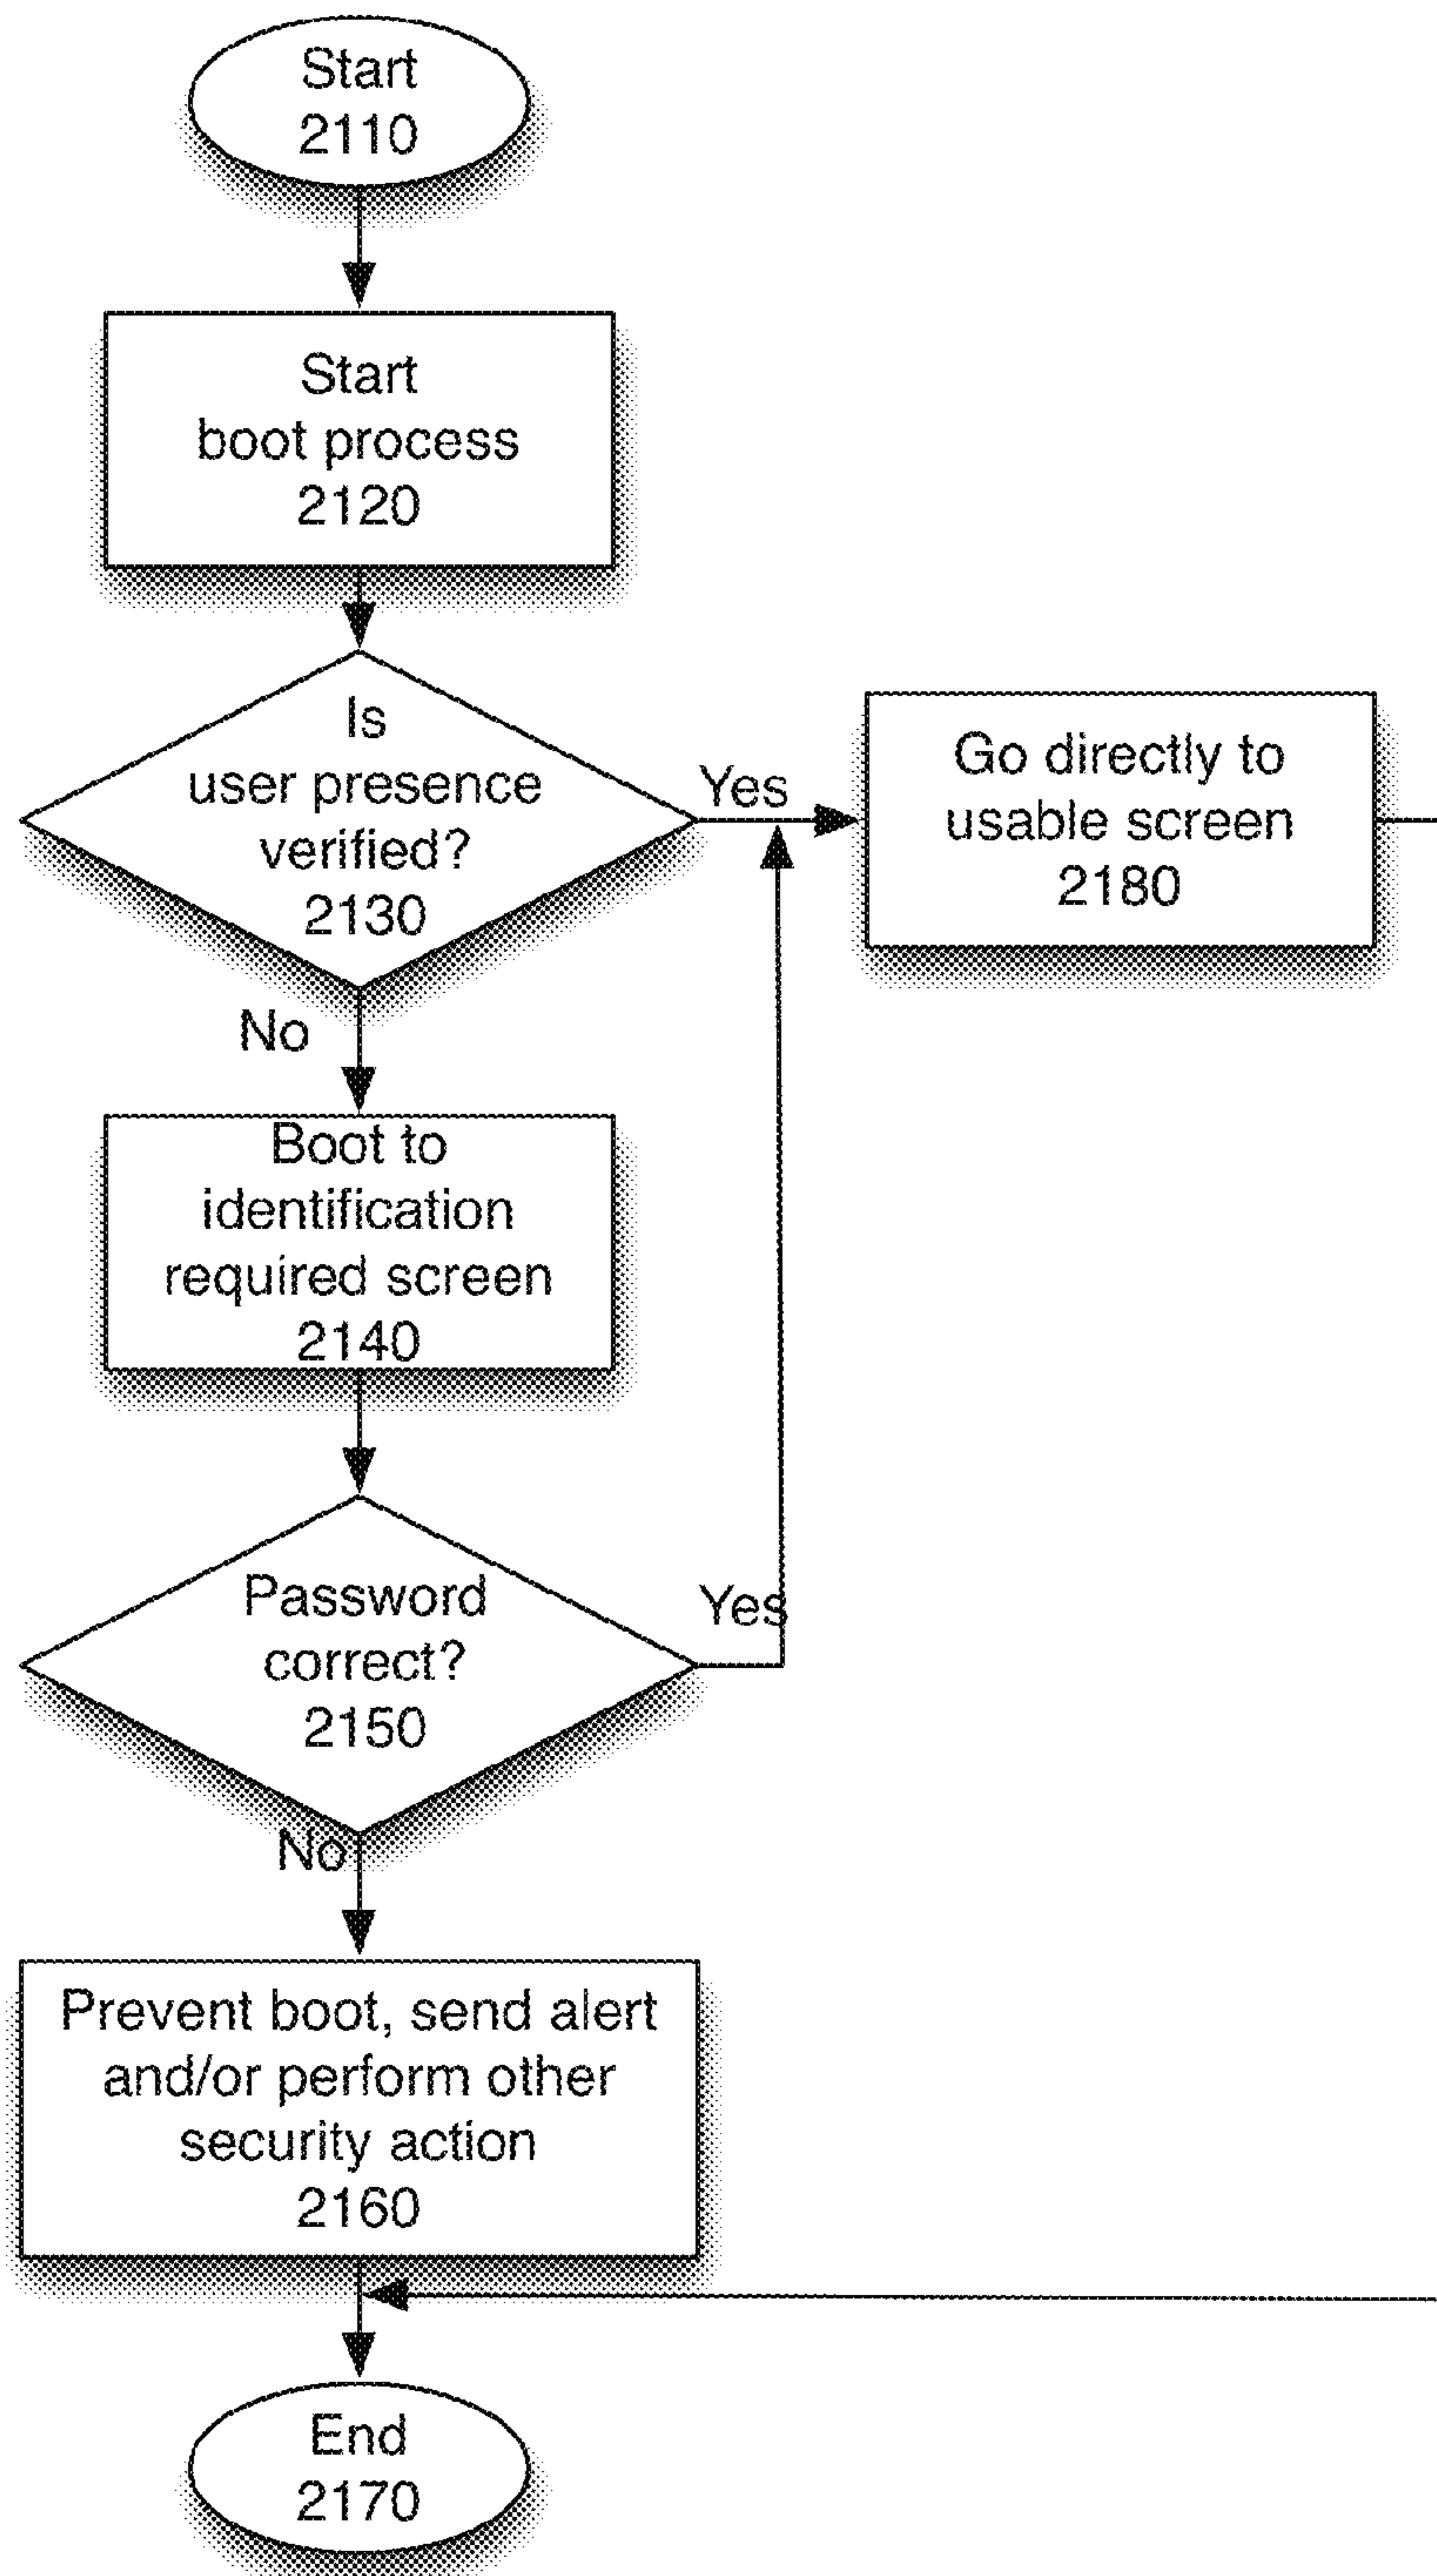 Start
2110
Start
boot process
2120
Is
user presence
verified?
2130
Yes
Go directly to
usable screen
2180
No
Boot to
identification
required screen
2140
Password
correct?
2150
Yes
No
Prevent boot, send alert
and/or perform other
security action
2160
End
2170